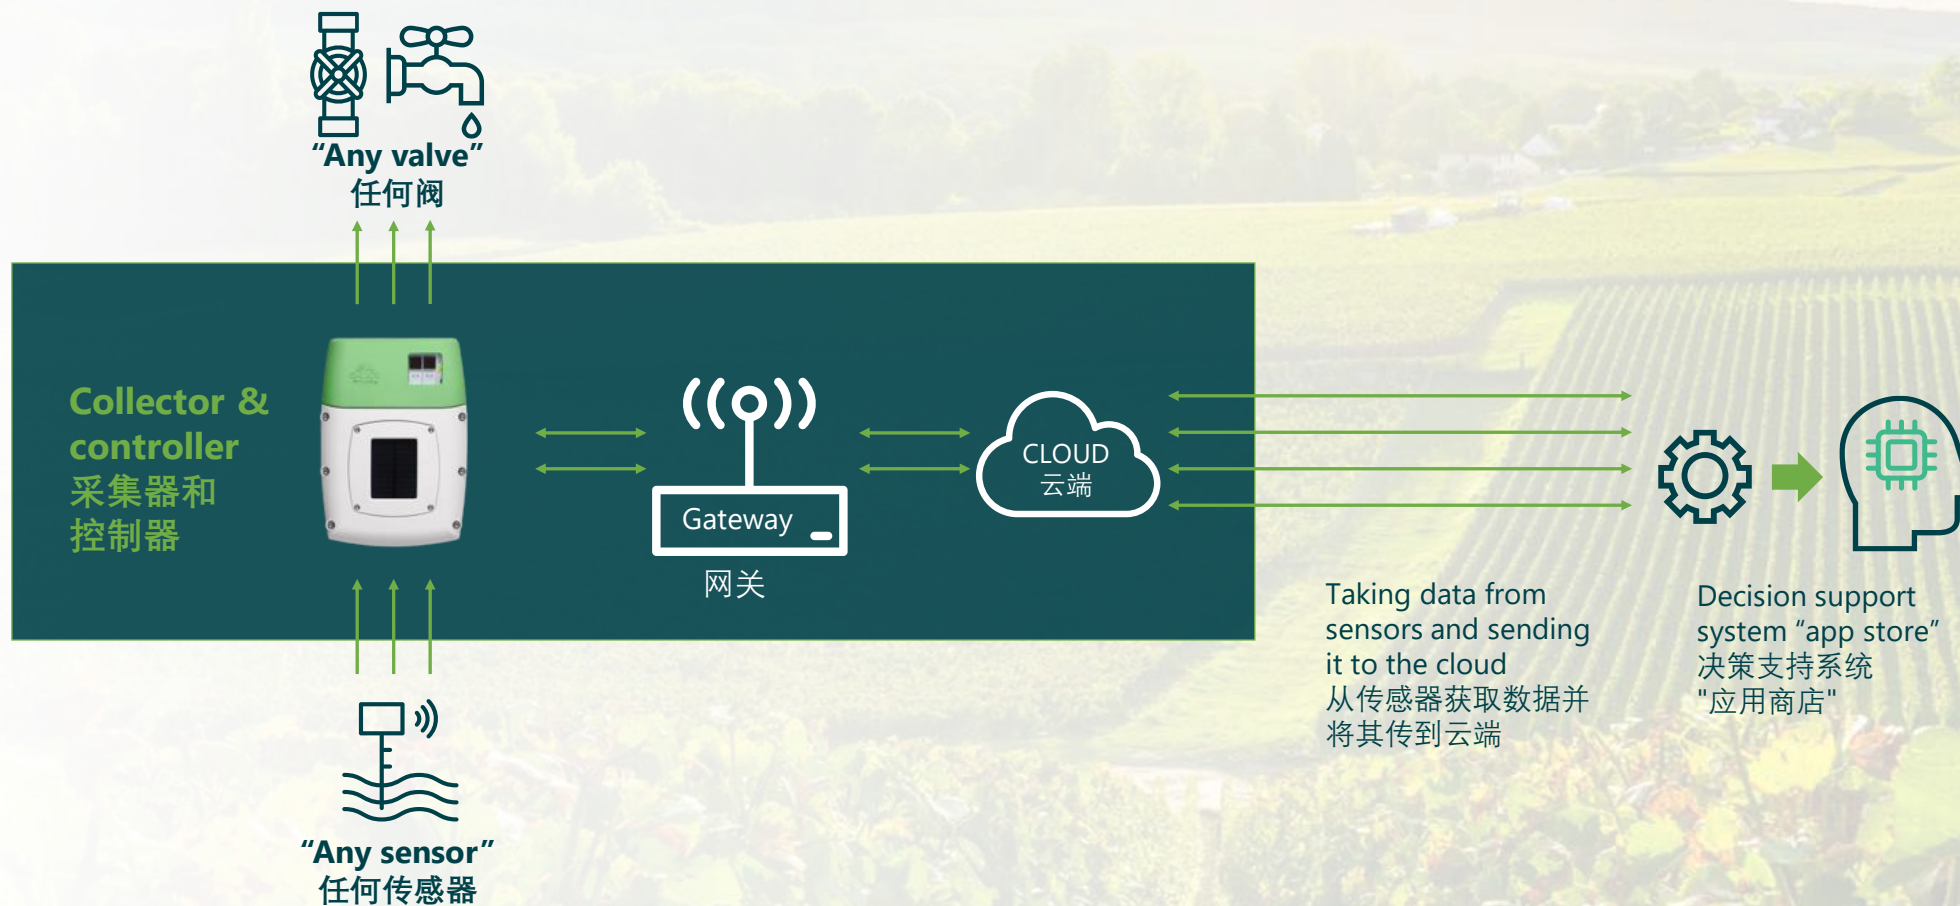 “Any valve”
任何阀
Collector &
controller
采集器和
控制器
Gateway
网关
CLOUD
云端
Taking data from
sensors and sending
it to the cloud
从传感器获取数据并
将其传到云端
Decision support
system “app store”
决策支持系统
"应用商店"
“Any sensor”
任何传感器